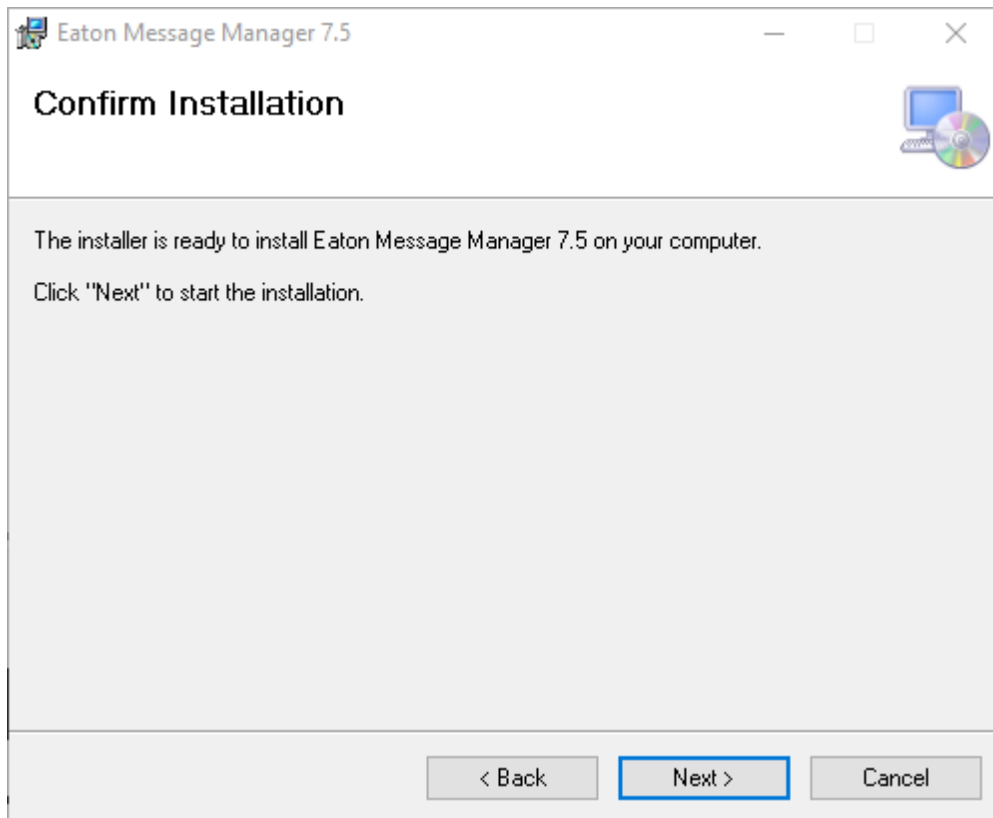 Eaton Message Manager 7.5
Confirm Installation
The installer is ready to install Eaton Message Manager 7.5 on your computer.
Click "Next" to start the installation.
< Back
Next >
Cancel